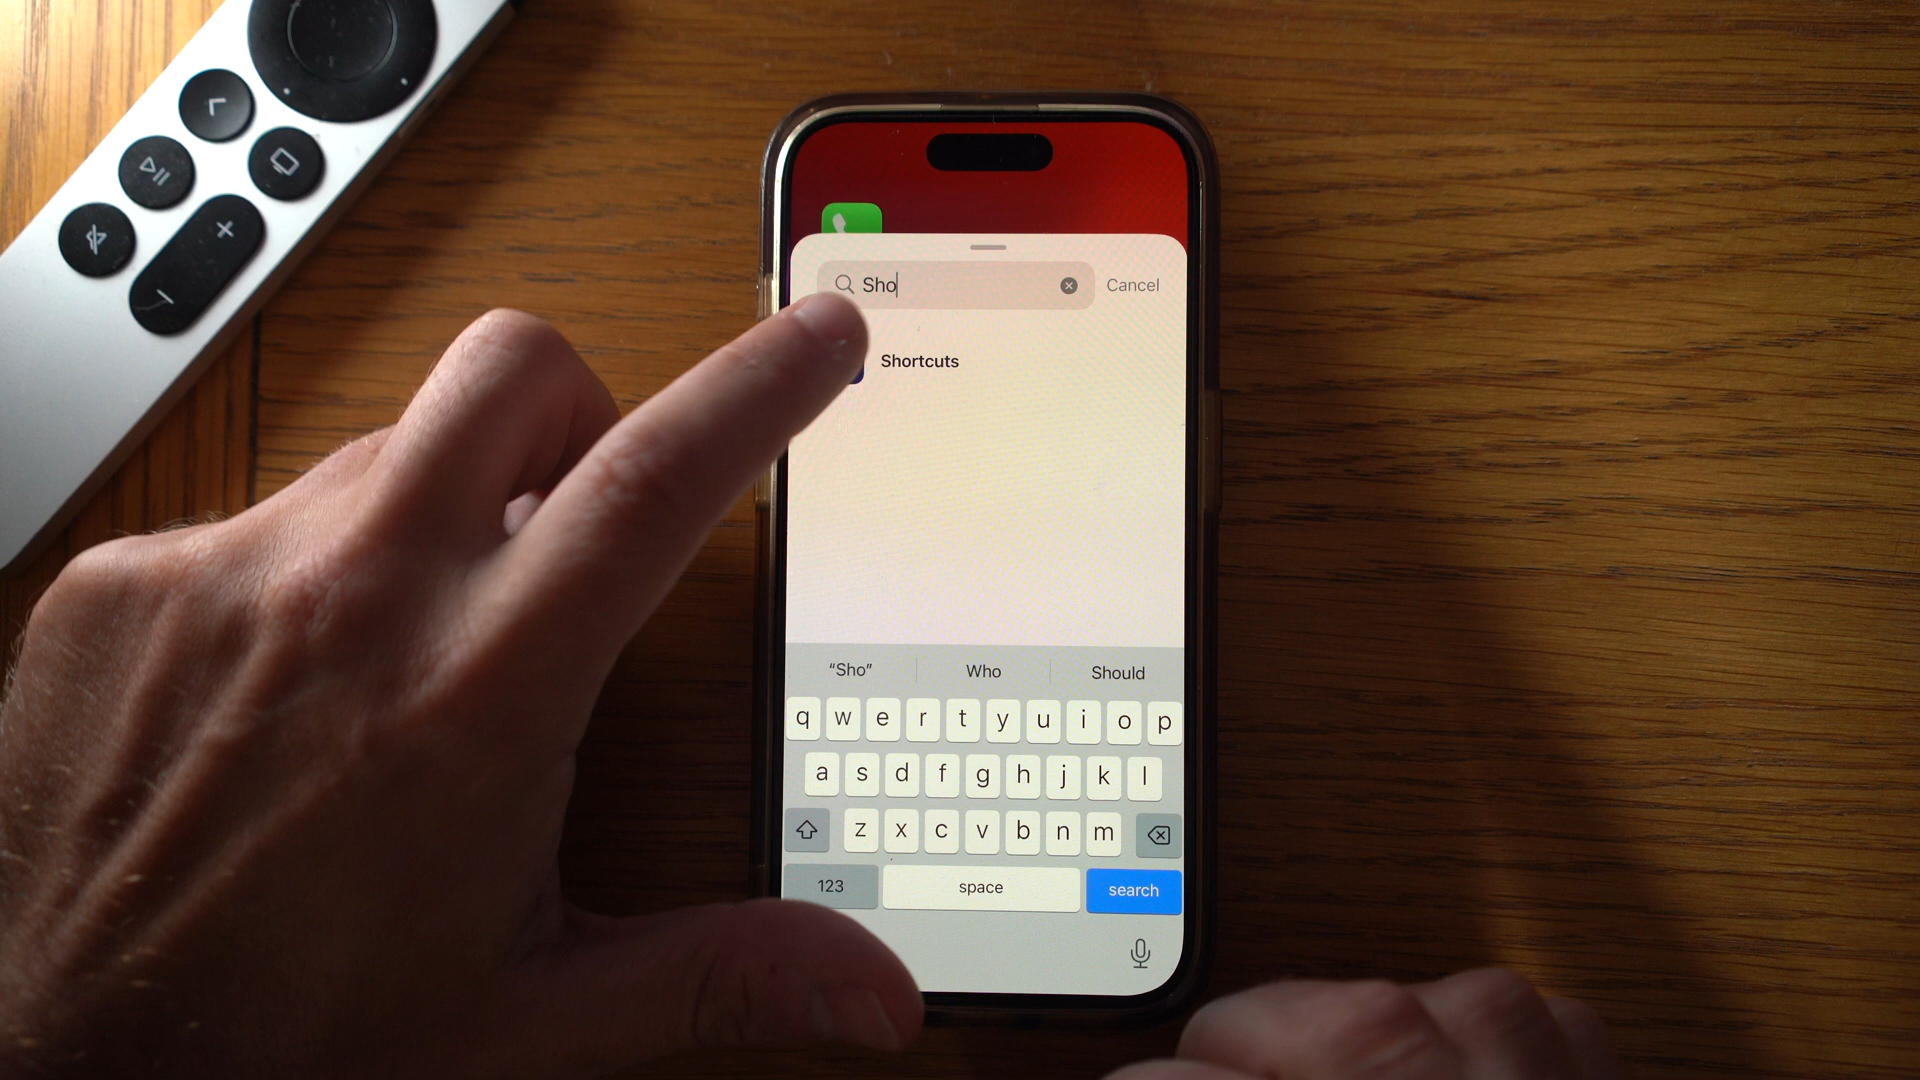 Sho
Cancel
Shortcuts
“Sho” Who Should
q w e r t y u i o p
a s d f g h j k l
z x c v b n m
123 space search